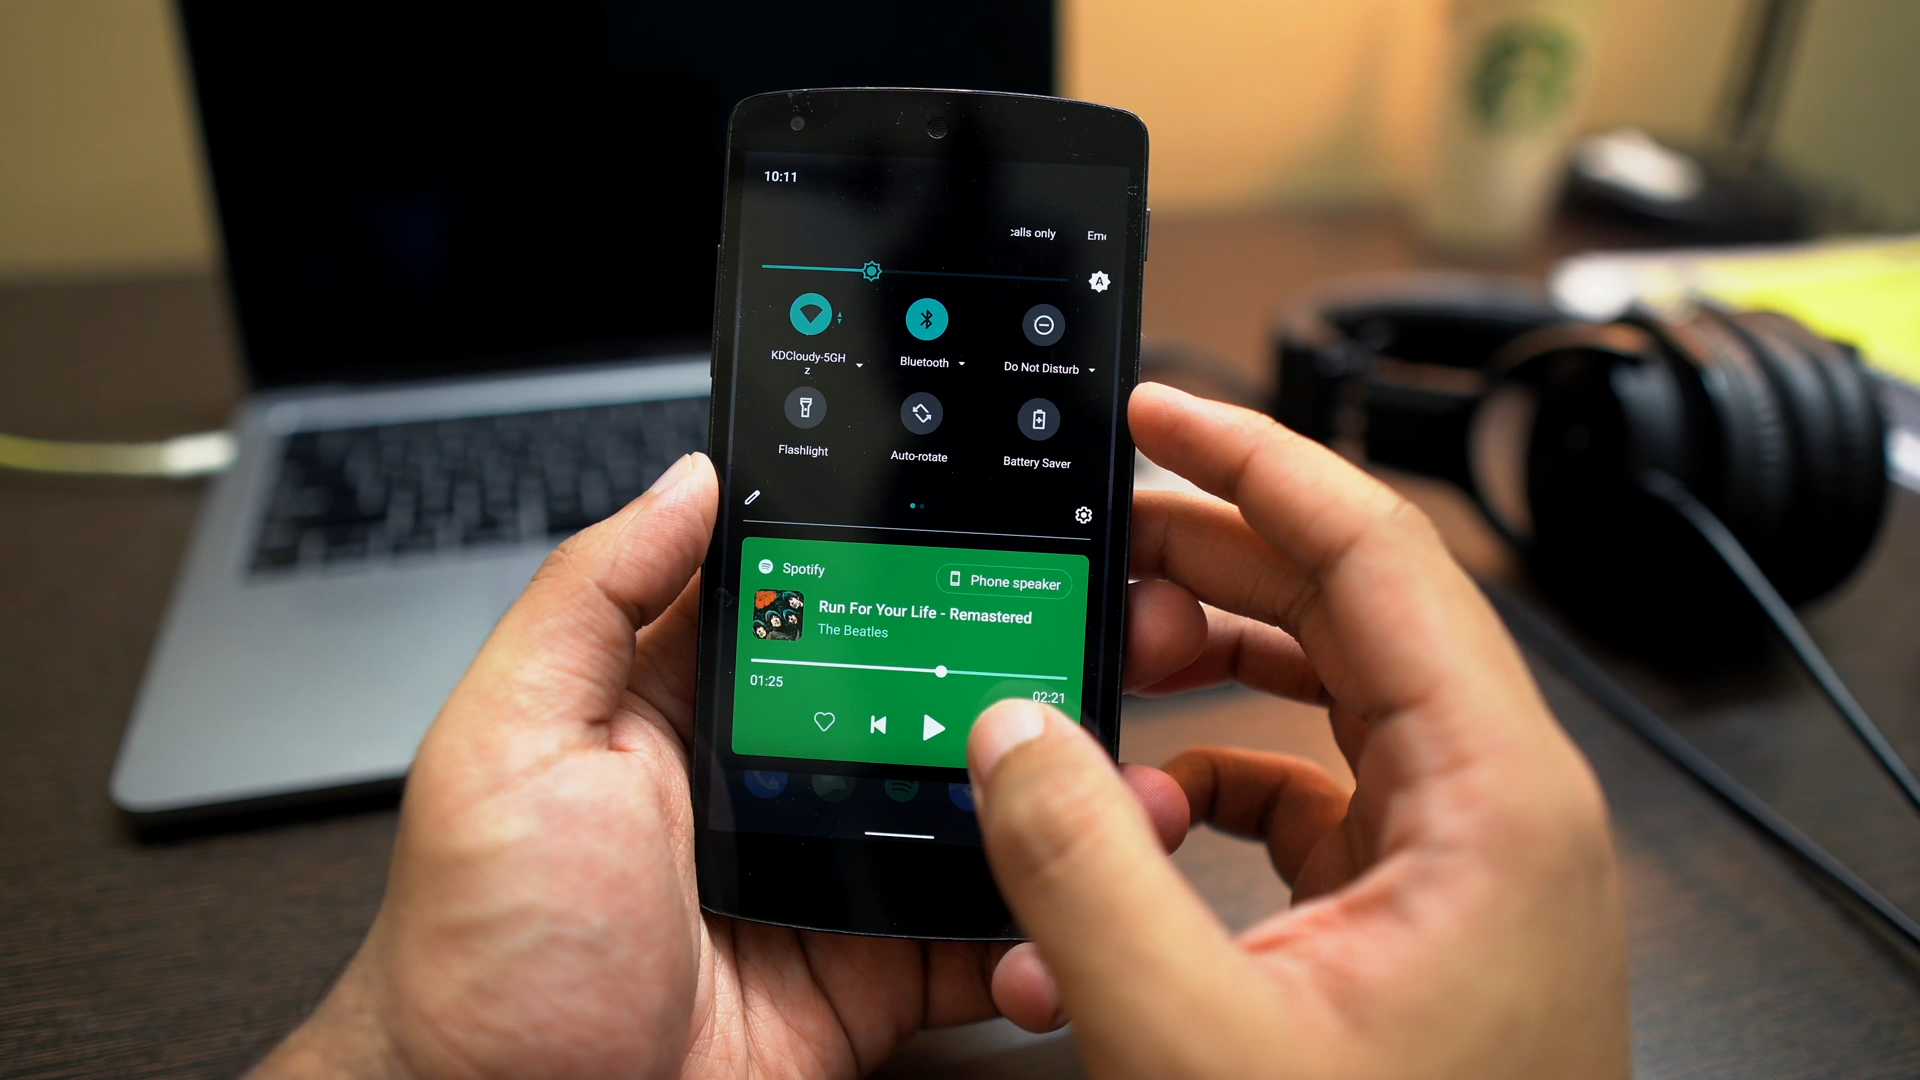 10:11
calls only
Eme
A
KDCloudy-5GH
z
Bluetooth
Do Not Disturb
Flashlight
Auto-rotate
Battery Saver
Spotify
Phone speaker
Run For Your Life - Remastered
The Beatles
01:25
02:21